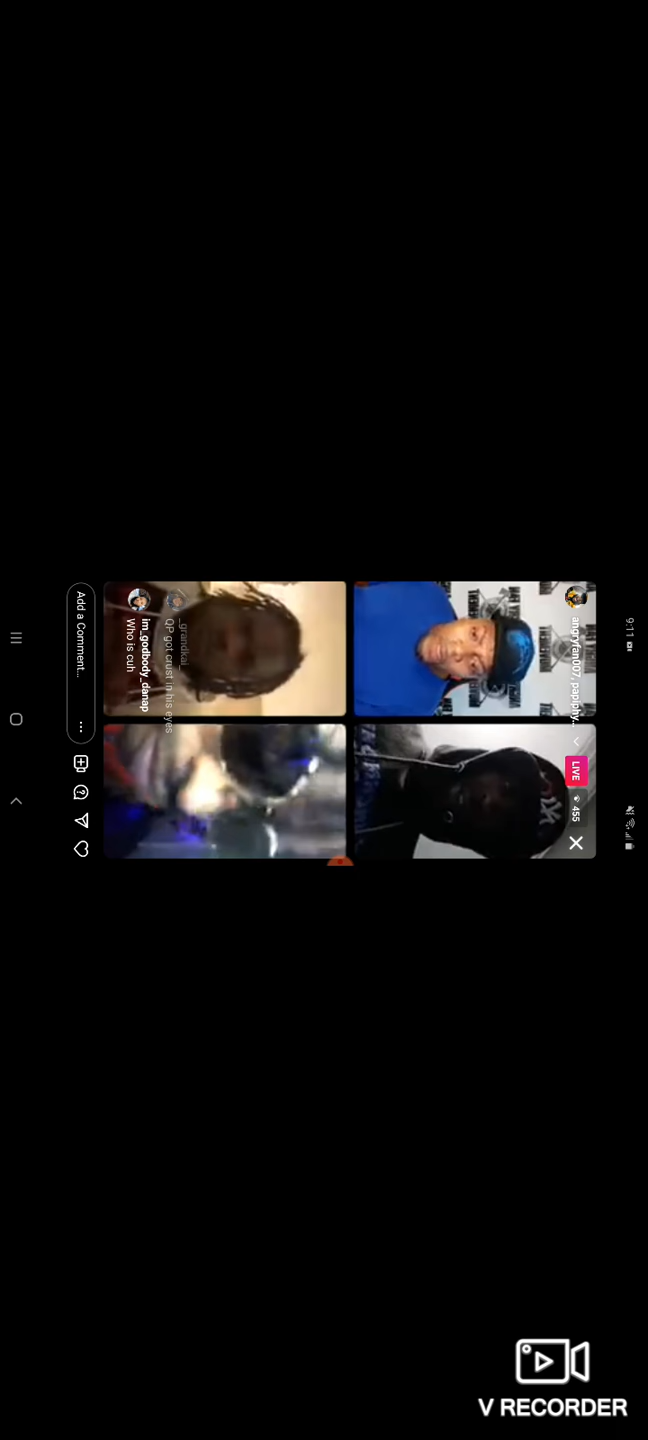 9:11
angryfan007, papiphy...
LIVE
455
_grandkai_
QP got crust in his eyes
im_godbody_danap
Who is cuh
Add a Comment...
V RECORDER